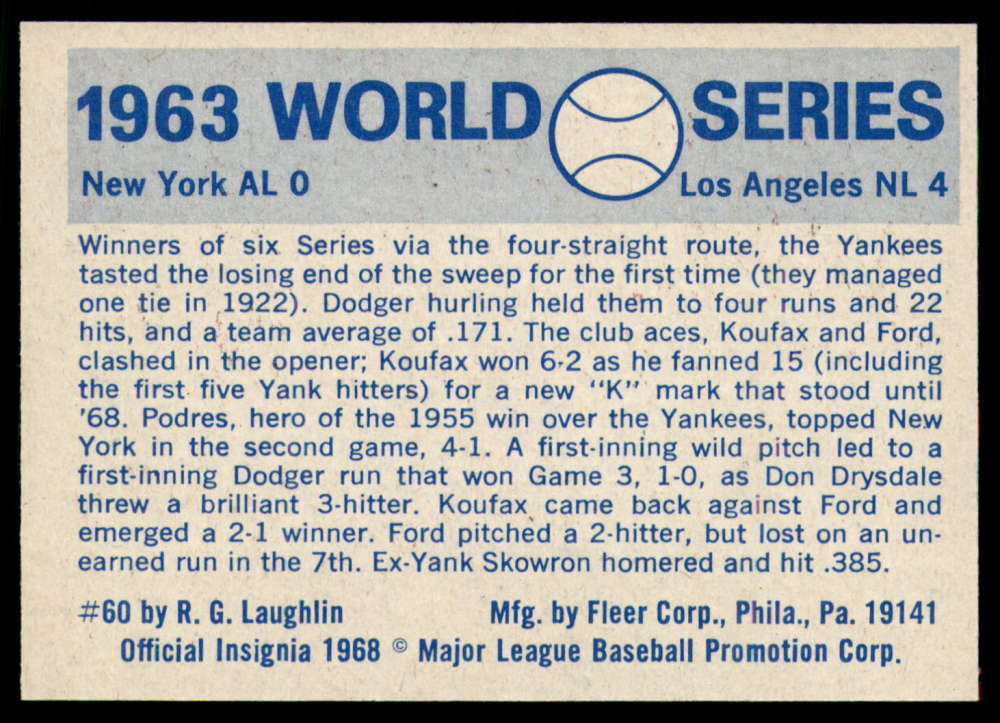 1963 WORLD SERIES
New York AL 0 Los Angeles NL 4
Winners of six Series via the four-straight route, the Yankees
tasted the losing end of the sweep for the first time (they managed
one tie in 1922). Dodger hurling held them to four runs and 22
hits, and a team average of .171. The club aces, Koufax and Ford,
clashed in the opener; Koufax won 6-2 as he fanned 15 (including
the first five Yank hitters) for a new "K" mark that stood until
'68. Podres, hero of the 1955 win over the Yankees, topped New
York in the second game, 4-1. A first-inning wild pitch led to a
first-inning Dodger run that won Game 3, 1-0, as Don Drysdale
threw a brilliant 3-hitter. Koufax came back against Ford and
emerged a 2-1 winner. Ford pitched a 2-hitter, but lost on an un-
earned run in the 7th. Ex-Yank Skowron homered and hit .385.
#60 by R. G. Laughlin Mfg. by Fleer Corp., Phila., Pa. 19141
Official Insignia 1968 © Major League Baseball Promotion Corp.